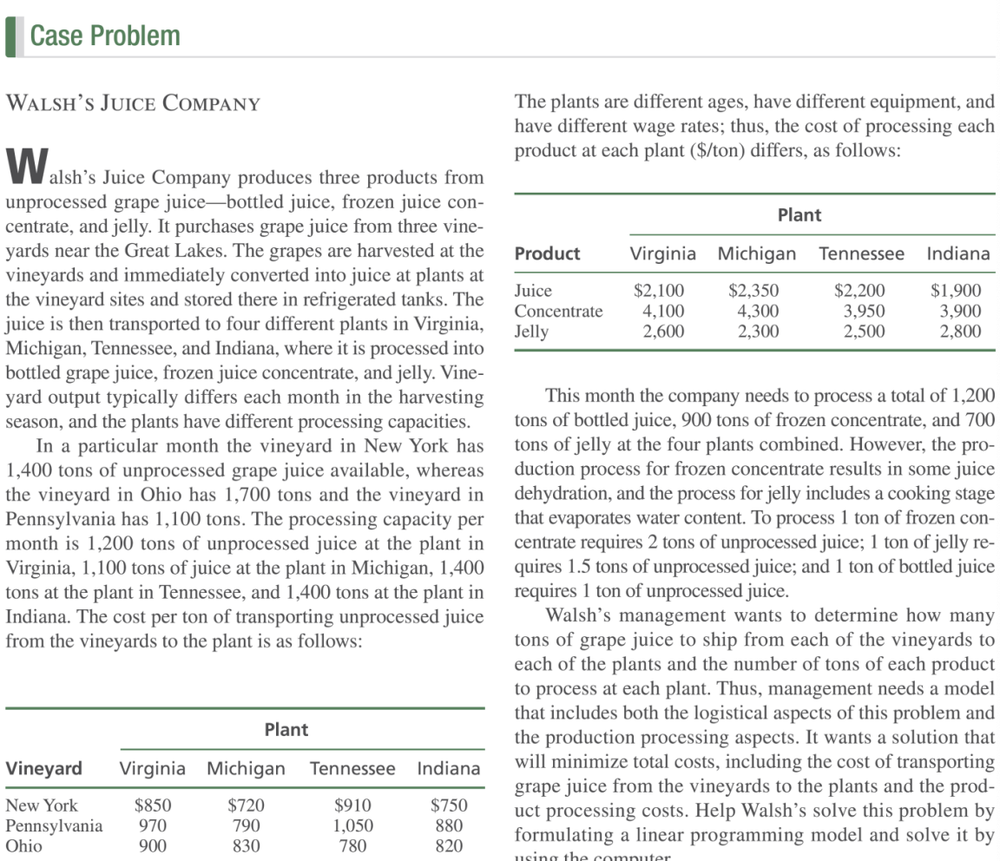 Case Problem
WALSH'S JUICE COMPANY
Walsh's Juice Company produces three products from
unprocessed grape juice—bottled juice, frozen juice con-
centrate, and jelly. It purchases grape juice from three vine-
yards near the Great Lakes. The grapes are harvested at the
vineyards and immediately converted into juice at plants at
the vineyard sites and stored there in refrigerated tanks. The
juice is then transported to four different plants in Virginia,
Michigan, Tennessee, and Indiana, where it is processed into
bottled grape juice, frozen juice concentrate, and jelly. Vine-
yard output typically differs each month in the harvesting
season, and the plants have different processing capacities.
In a particular month the vineyard in New York has
1,400 tons of unprocessed grape juice available, whereas
the vineyard in Ohio has 1,700 tons and the vineyard in
Pennsylvania has 1,100 tons. The processing capacity per
month is 1,200 tons of unprocessed juice at the plant in
Virginia, 1,100 tons of juice at the plant in Michigan, 1,400
tons at the plant in Tennessee, and 1,400 tons at the plant in
Indiana. The cost per ton of transporting unprocessed juice
from the vineyards to the plant is as follows:
Plant
Vineyard Virginia Michigan Tennessee Indiana
New York $850 $720 $910 $750
Pennsylvania 970 790 1,050 880
Ohio 900 830 780 820
The plants are different ages, have different equipment, and
have different wage rates; thus, the cost of processing each
product at each plant ($/ton) differs, as follows:
Plant
Product Virginia Michigan Tennessee Indiana
Juice $2,100 $2,350 $2,200 $1,900
Concentrate 4,100 4,300 3,950 3,900
Jelly 2,600 2,300 2,500 2,800
This month the company needs to process a total of 1,200
tons of bottled juice, 900 tons of frozen concentrate, and 700
tons of jelly at the four plants combined. However, the pro-
duction process for frozen concentrate results in some juice
dehydration, and the process for jelly includes a cooking stage
that evaporates water content. To process 1 ton of frozen con-
centrate requires 2 tons of unprocessed juice; 1 ton of jelly re-
quires 1.5 tons of unprocessed juice; and 1 ton of bottled juice
requires 1 ton of unprocessed juice.
Walsh's management wants to determine how many
tons of grape juice to ship from each of the vineyards to
each of the plants and the number of tons of each product
to process at each plant. Thus, management needs a model
that includes both the logistical aspects of this problem and
the production processing aspects. It wants a solution that
will minimize total costs, including the cost of transporting
grape juice from the vineyards to the plants and the prod-
uct processing costs. Help Walsh's solve this problem by
formulating a linear programming model and solve it by
using the computer.